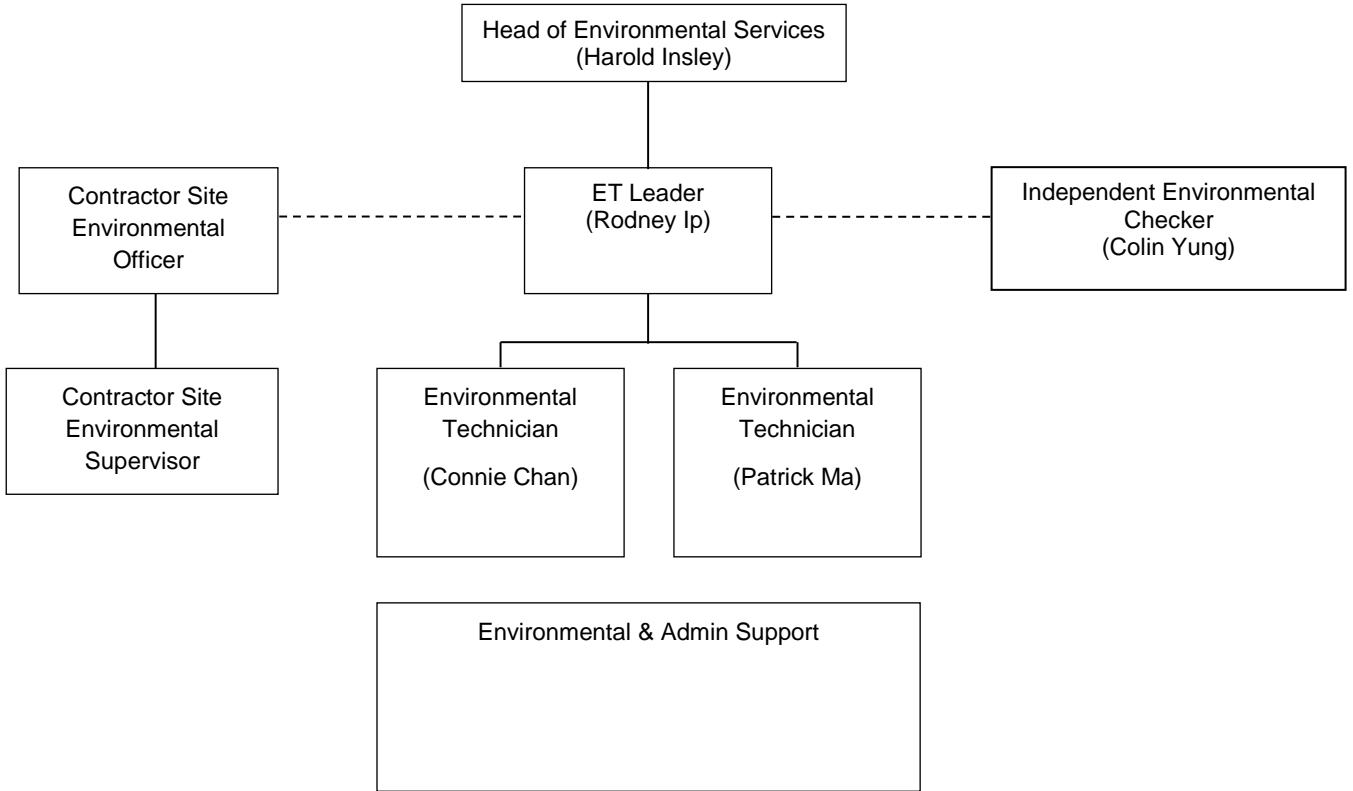 Head of Environmental Services
(Harold Insley)
Contractor Site
Environmental
Officer
ET Leader
(Rodney Ip)
Independent Environmental
Checker
(Colin Yung)
Contractor Site
Environmental
Supervisor
Environmental
Technician
(Connie Chan)
Environmental
Technician
(Patrick Ma)
Environmental & Admin Support